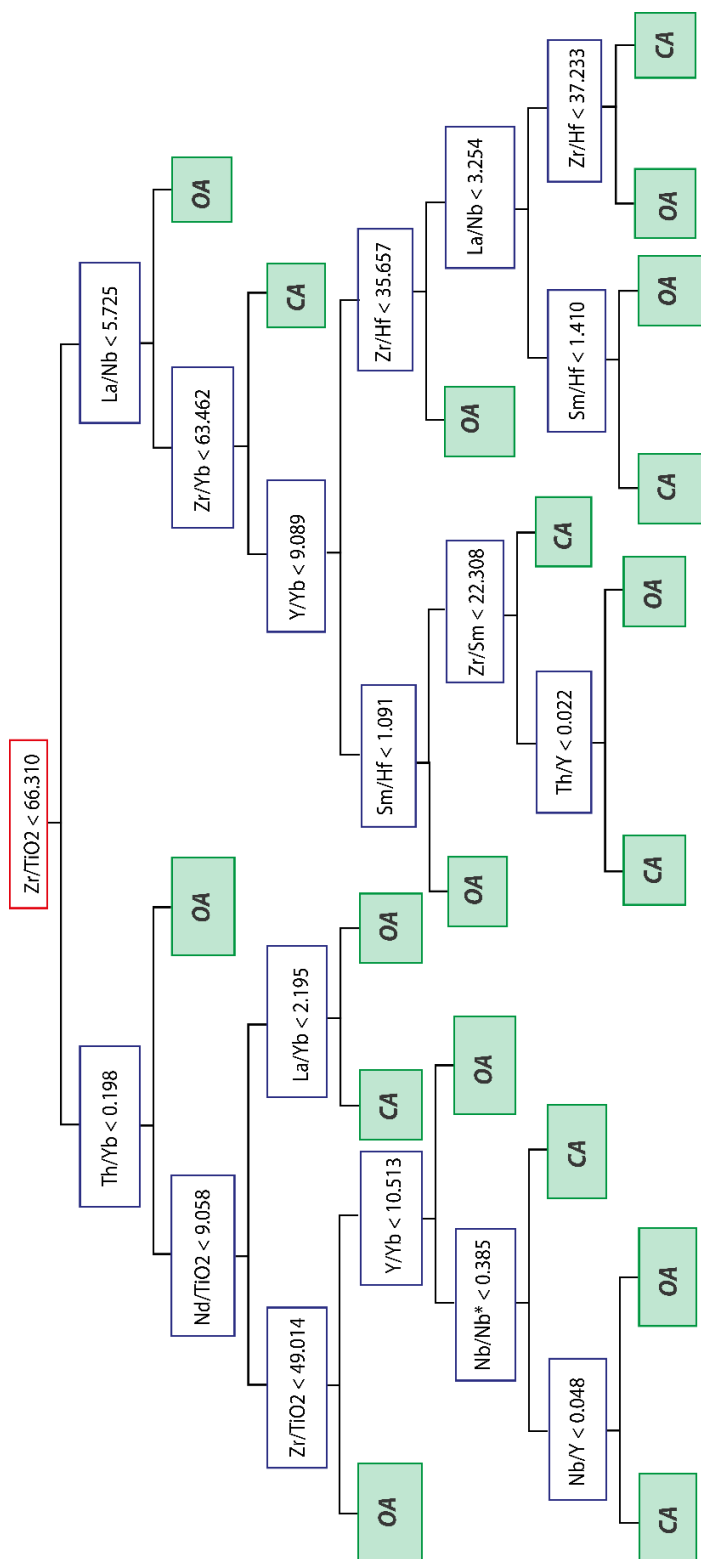 Zr/TiO2 < 66.310
Th/Yb < 0.198
La/Nb < 5.725
Nd/TiO2 < 9.058
OA
Zr/Yb < 63.462
OA
Zr/TiO2 < 49.014
La/Yb < 2.195
Y/Yb < 9.089
CA
OA
Y/Yb < 10.513
CA
OA
Sm/Hf < 1.091
Zr/Hf < 35.657
Nb/Nb* < 0.385
OA
OA
Zr/Sm < 22.308
OA
La/Nb < 3.254
Nb/Y < 0.048
CA
Th/Y < 0.022
CA
Sm/Hf < 1.410
Zr/Hf < 37.233
CA
OA
CA
OA
CA
OA
OA
CA